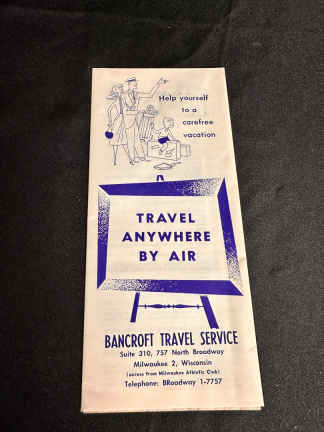 Help yourself
to a
carefree
vacation
TRAVEL
ANYWHERE
BY AIR
BANCROFT TRAVEL SERVICE
Suite 310, 757 North Broadway
Milwaukee 2, Wisconsin
(across from Milwaukee Athletic Club)
Telephone: BRoadway 1-7757